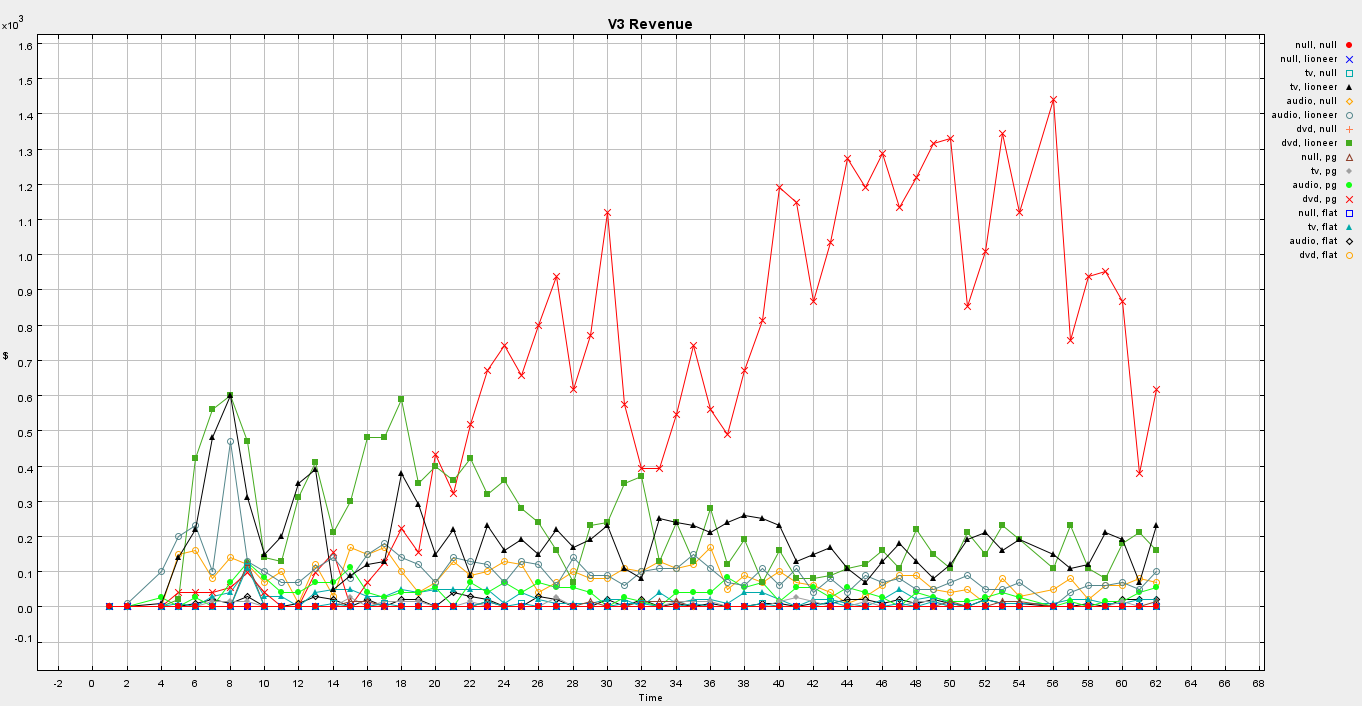 V3 Revenue
x10³
1.6
1.5
1.4
1.3
1.2
1.1
1.0
0.9
0.8
0.7
0.6
0.5
0.4
0.3
0.2
0.1
0.0
-0.1
$
-2 0 2 4 6 8 10 12 14 16 18 20 22 24 26 28 30 32 34 36 38 40 42 44 46 48 50 52 54 56 58 60 62 64 66 68
Time
null, null
null, lioneer
tv, null
tv, lioneer
audio, null
audio, lioneer
dvd, null
dvd, lioneer
null, pg
tv, pg
audio, pg
dvd, pg
null, flat
tv, flat
audio, flat
dvd, flat